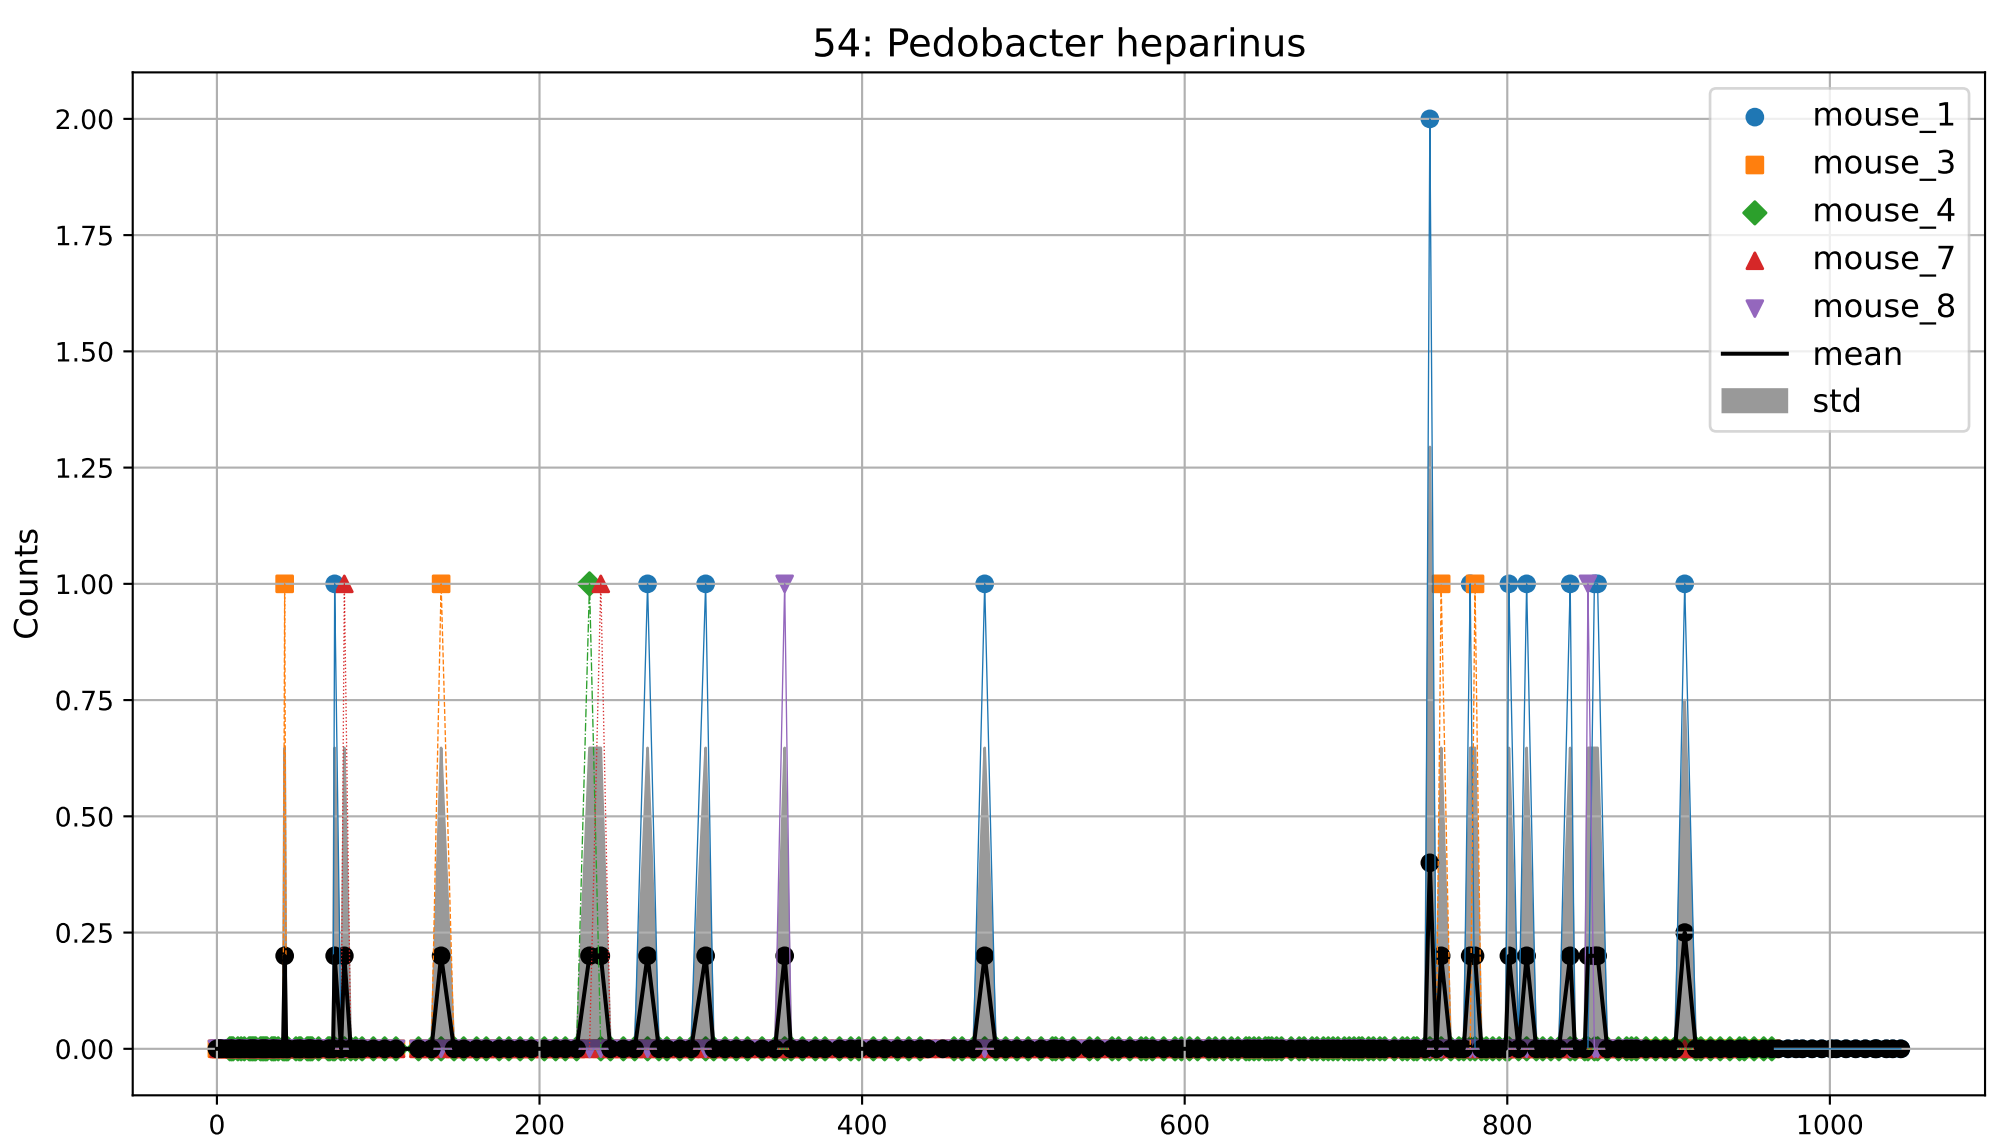 54: Pedobacter heparinus
2.00
1.75
1.50
1.25
1.00
0.75
0.50
0.25
0.00
Counts
0 200 400 600 800 1000
mouse_1
mouse_3
mouse_4
mouse_7
mouse_8
mean
std